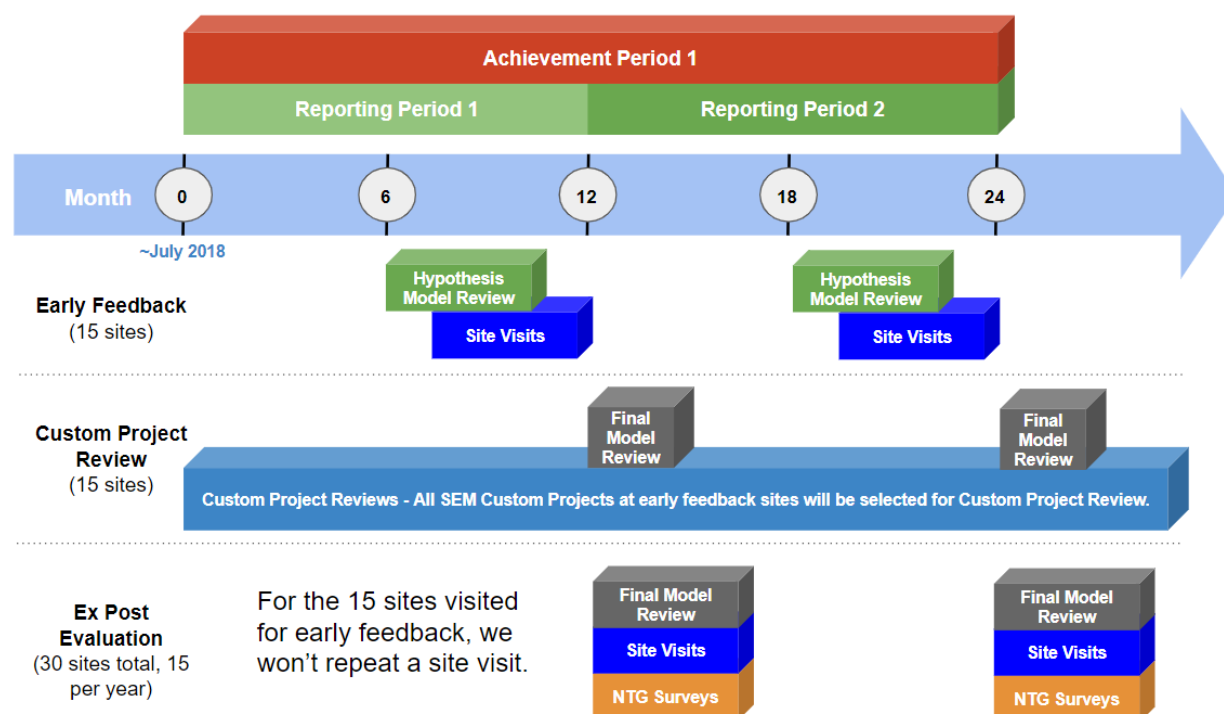 Achievement Period 1
Reporting Period 1
Reporting Period 2
Month
0
6
12
18
24
~July 2018
Early Feedback
(15 sites)
Hypothesis
Model Review
Site Visits
Hypothesis
Model Review
Site Visits
Custom Project
Review
(15 sites)
Final
Model
Review
Final
Model
Review
Custom Project Reviews - All SEM Custom Projects at early feedback sites will be selected for Custom Project Review.
Ex Post
Evaluation
(30 sites total, 15
per year)
For the 15 sites visited
for early feedback, we
won’t repeat a site visit.
Final Model
Review
Site Visits
NTG Surveys
Final Model
Review
Site Visits
NTG Surveys